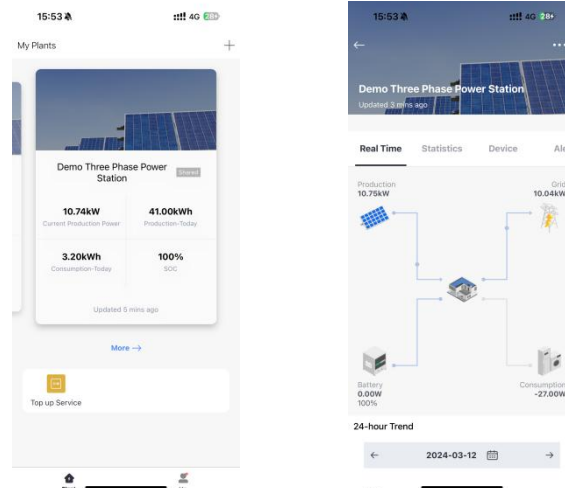 15:53
4G 28+
My Plants
Demo Three Phase Power
Station
Shared
10.74kW
41.00kWh
Current Production Power
Production-Today
3.20kWh
100%
Consumption-Today
SOC
Updated 5 mins ago
More →
Top up Service
15:53
4G 28+
Demo Three Phase Power Station
Updated 3 mins ago
Real Time
Statistics
Device
Ale
Production
10.75kW
Grid
10.04kW
Battery
0.00W
100%
Consumption
-27.00W
24-hour Trend
← 2024-03-12 →